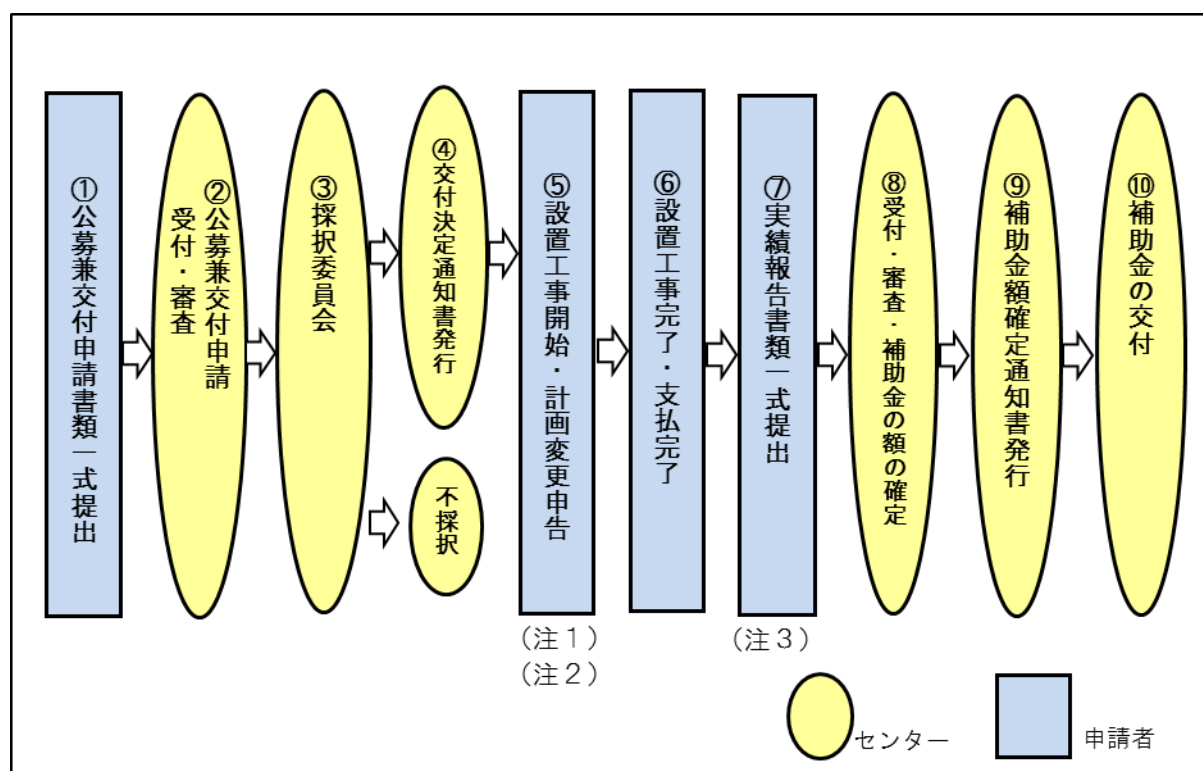 ①公募兼交付申請書類一式提出
②公募兼交付申請
受付・審査
③採択委員会
④交付決定通知書発行
不採択
⑤設置工事開始・計画変更申告
⑥設置工事完了・支払完了
⑦実績報告書類一式提出
⑧受付・審査・補助金の額の確定
⑨補助金額確定通知書発行
⑩補助金の交付
（注１）
（注２）
（注３）
センター
申請者